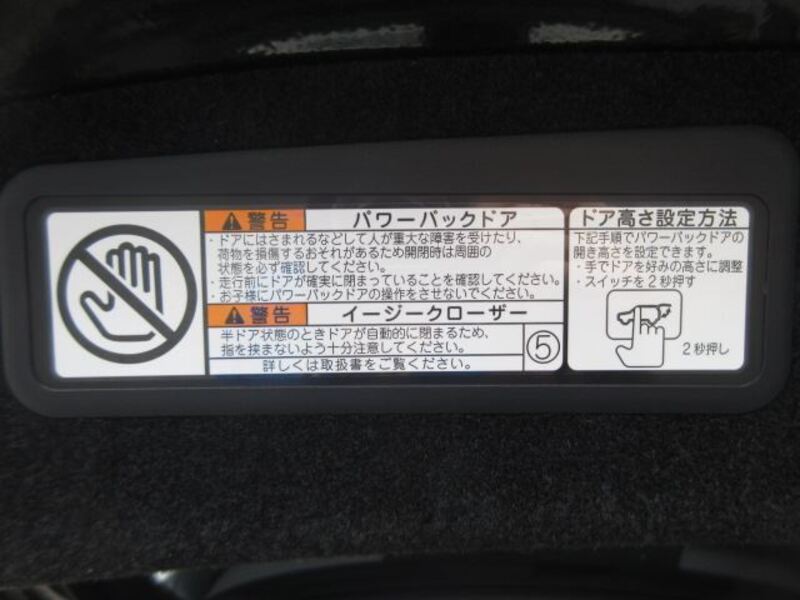 警告 パワーバックドア
・ドアにはさまれるなどして人が重大な障害を受けたり、
荷物を損傷するおそれがあるため開閉時は周囲の
状態を必ず確認してください。
・走行前にドアが確実に閉まっていることを確認してください。
・お子様にパワーバックドアの操作をさせないでください。
警告 イージークローザー
半ドア状態のときドアが自動的に閉まるため、
指を挟まないよう十分注意してください。
⑤
詳しくは取扱書をご覧ください。
ドア高さ設定方法
下記手順でパワーバックドアの
開き高さを設定できます。
・手でドアを好みの高さに調整
・スイッチを2秒押す
2秒押し